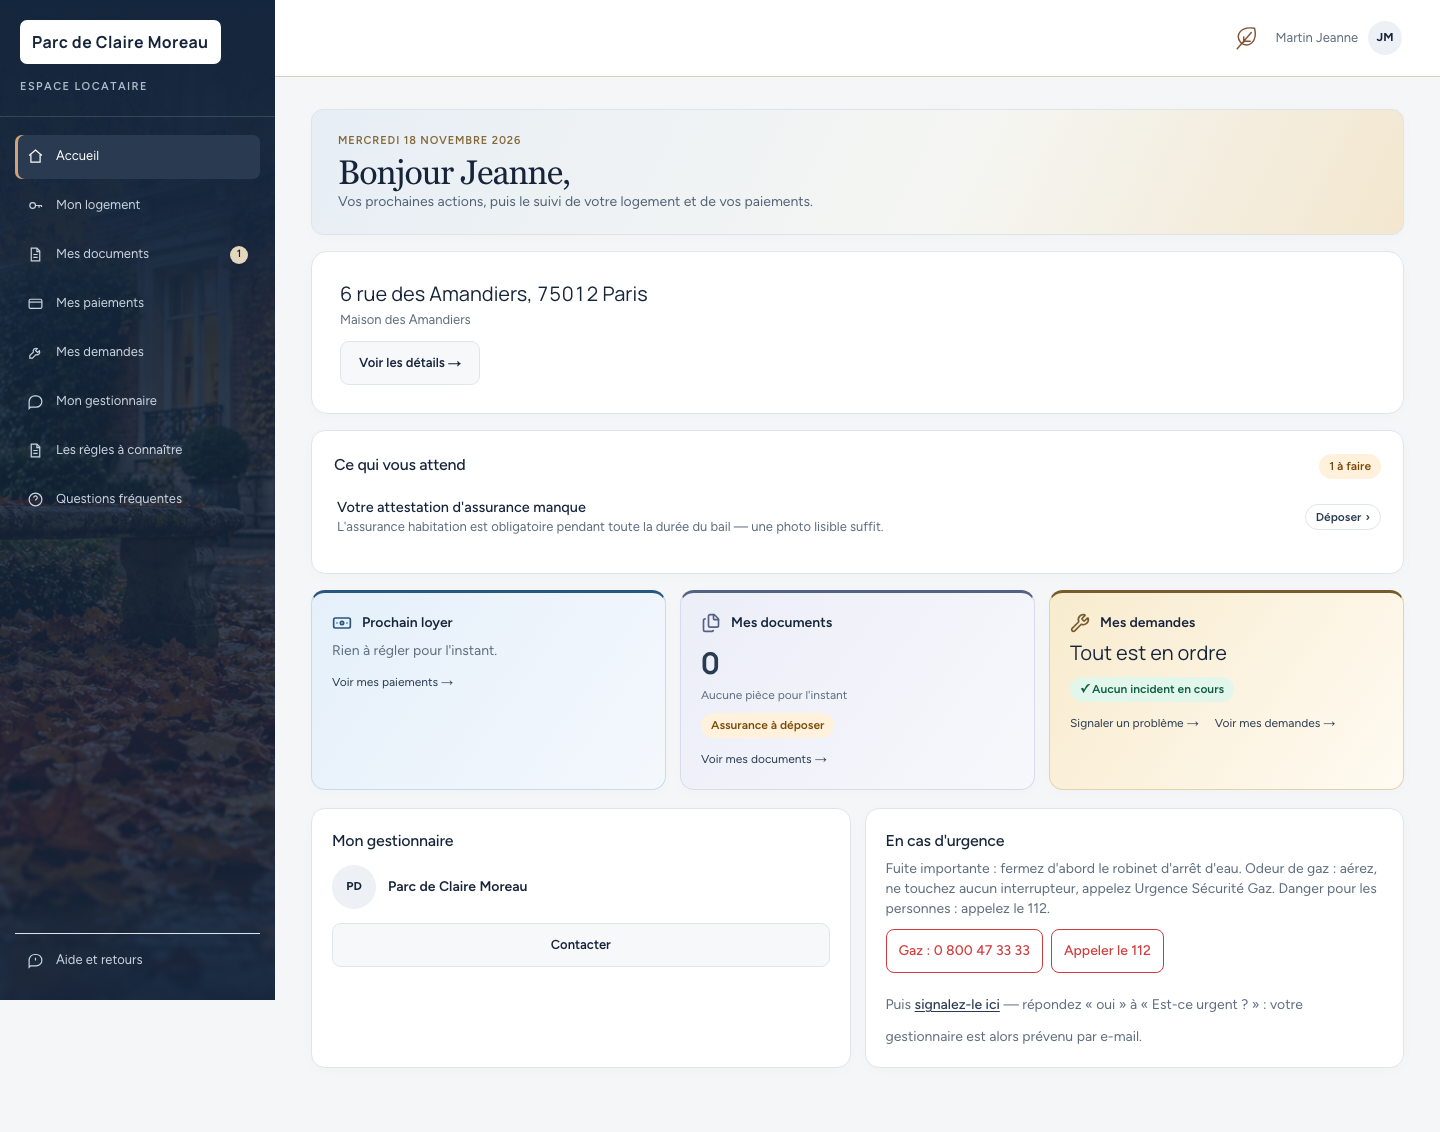 Parc de Claire Moreau
ESPACE LOCATAIRE
Accueil
Mon logement
Mes documents
1
Mes paiements
Mes demandes
Mon gestionnaire
Les règles à connaître
Questions fréquentes
Aide et retours
Martin Jeanne
JM
MERCREDI 18 NOVEMBRE 2026
Bonjour Jeanne,
Vos prochaines actions, puis le suivi de votre logement et de vos paiements.
6 rue des Amandiers, 75012 Paris
Maison des Amandiers
Voir les détails →
Ce qui vous attend
1 à faire
Votre attestation d'assurance manque
L'assurance habitation est obligatoire pendant toute la durée du bail — une photo lisible suffit.
Déposer ›
Prochain loyer
Rien à régler pour l'instant.
Voir mes paiements →
Mes documents
0
Aucune pièce pour l'instant
Assurance à déposer
Voir mes documents →
Mes demandes
Tout est en ordre
✓ Aucun incident en cours
Signaler un problème → Voir mes demandes →
Mon gestionnaire
PD
Parc de Claire Moreau
Contacter
En cas d'urgence
Fuite importante : fermez d'abord le robinet d'arrêt d'eau. Odeur de gaz : aérez,
ne touchez aucun interrupteur, appelez Urgence Sécurité Gaz. Danger pour les
personnes : appelez le 112.
Gaz : 0 800 47 33 33
Appeler le 112
Puis signalez-le ici — répondez « oui » à « Est-ce urgent ? » : votre
gestionnaire est alors prévenu par e-mail.